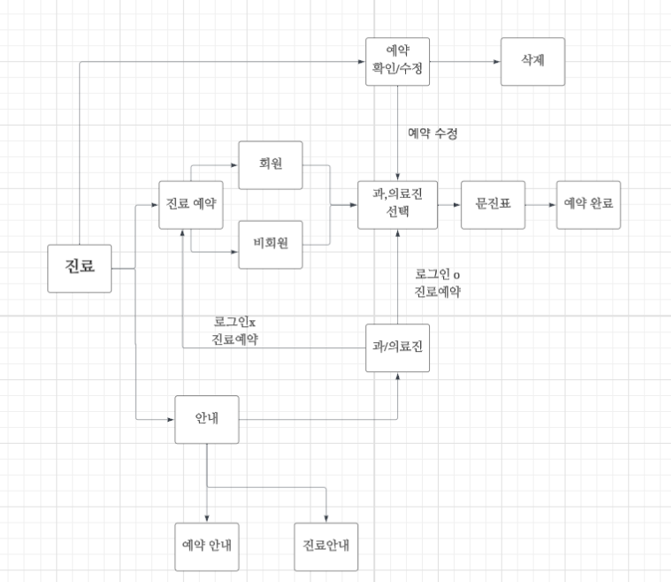 예약
확인/수정
삭제
예약 수정
회원
진료 예약
과,의료진
선택
문진표
예약 완료
비회원
진료
로그인 o
진로예약
로그인x
진료예약
과/의료진
안내
예약 안내
진료안내